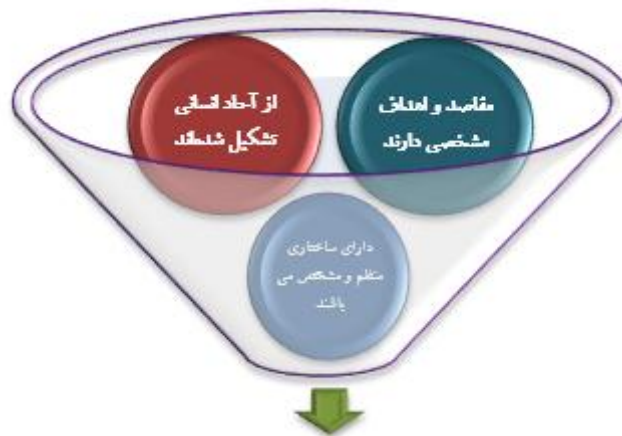 مقاصد و اهداف
مشخصی دارند
از آحاد انسانی
تشکیل شده‌اند
دارای ساختاری
منظم و مشخص می
باشند